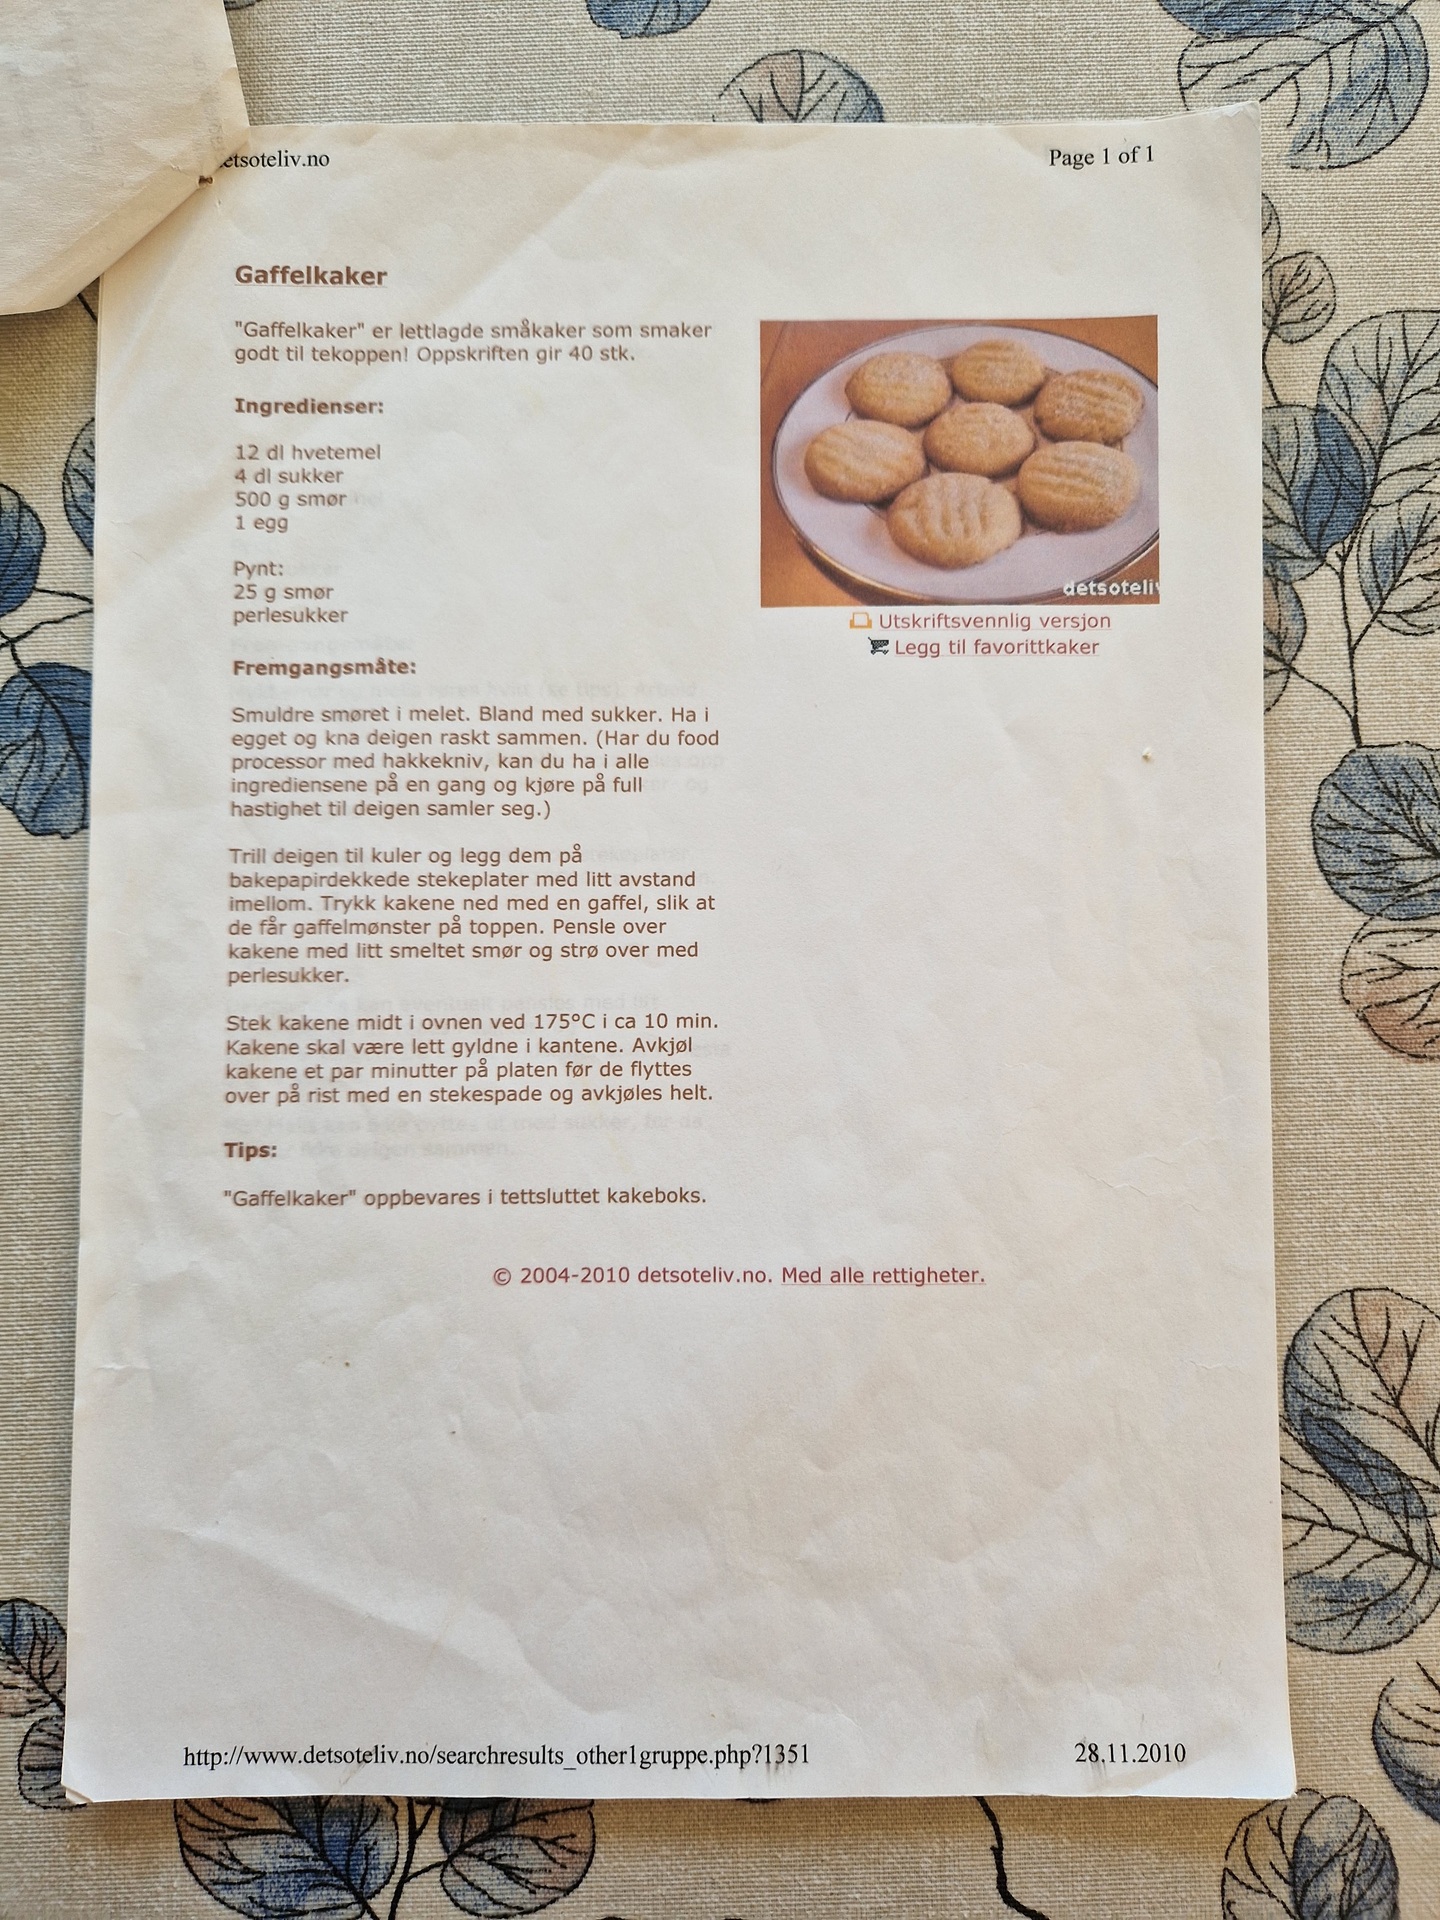 etsoteliv.no
Page 1 of 1
Gaffelkaker
"Gaffelkaker" er lettlagde småkaker som smaker
godt til tekoppen! Oppskriften gir 40 stk.
Ingredienser:
12 dl hvetemel
4 dl sukker
500 g smør
1 egg
Pynt:
25 g smør
perlesukker
Fremgangsmåte:
Smuldre smøret i melet. Bland med sukker. Ha i
egget og kna deigen raskt sammen. (Har du food
processor med hakkekniv, kan du ha i alle
ingrediensene på en gang og kjøre på full
hastighet til deigen samler seg.)
Trill deigen til kuler og legg dem på
bakepapirdekkede stekeplater med litt avstand
imellom. Trykk kakene ned med en gaffel, slik at
de får gaffelmønster på toppen. Pensle over
kakene med litt smeltet smør og strø over med
perlesukker.
Stek kakene midt i ovnen ved 175°C i ca 10 min.
Kakene skal være lett gyldne i kantene. Avkjøl
kakene et par minutter på platen før de flyttes
over på rist med en stekespade og avkjøles helt.
Tips:
"Gaffelkaker" oppbevares i tettsluttet kakeboks.
detsoteliv
Utskriftsvennlig versjon
Legg til favorittkaker
© 2004-2010 detsoteliv.no. Med alle rettigheter.
http://www.detsoteliv.no/searchresults_other1gruppe.php?1351
28.11.2010